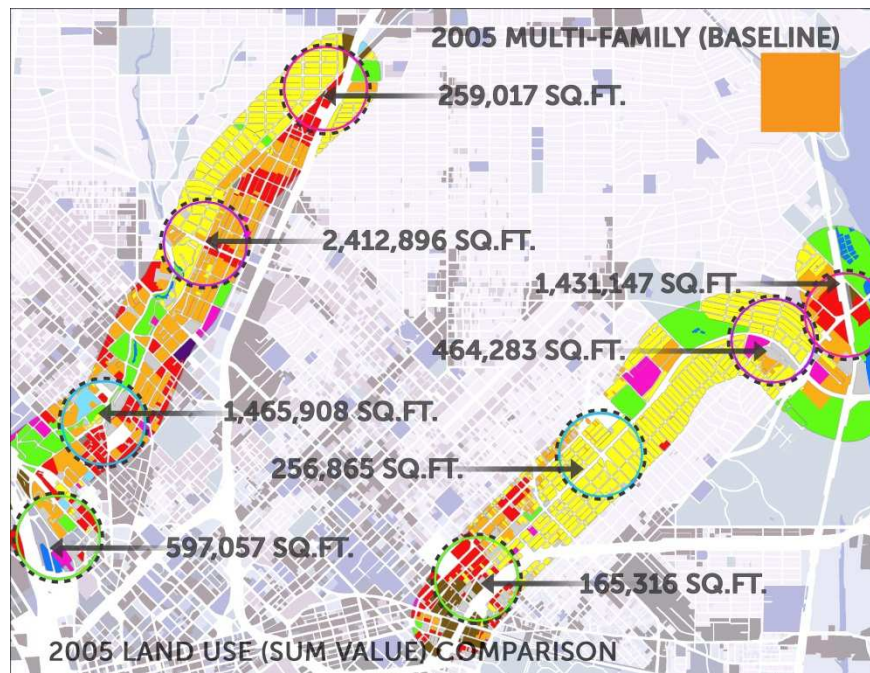 2005 MULTI-FAMILY (BASELINE)
259,017 SQ.FT.
2,412,896 SQ.FT.
1,431,147 SQ.FT.
464,283 SQ.FT.
1,465,908 SQ.FT.
256,865 SQ.FT.
597,057 SQ.FT.
165,316 SQ.FT.
2005 LAND USE (SUM VALUE) COMPARISON